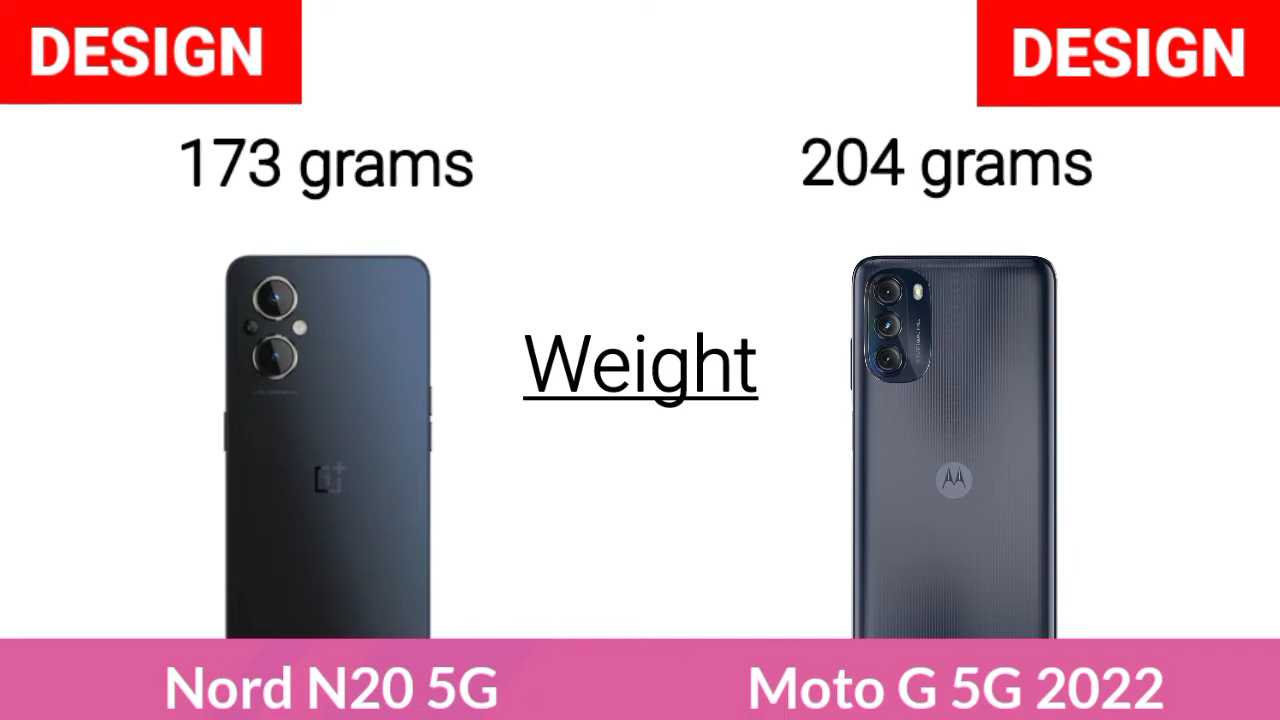 DESIGN
DESIGN
173 grams
204 grams
Weight
Nord N20 5G
Moto G 5G 2022